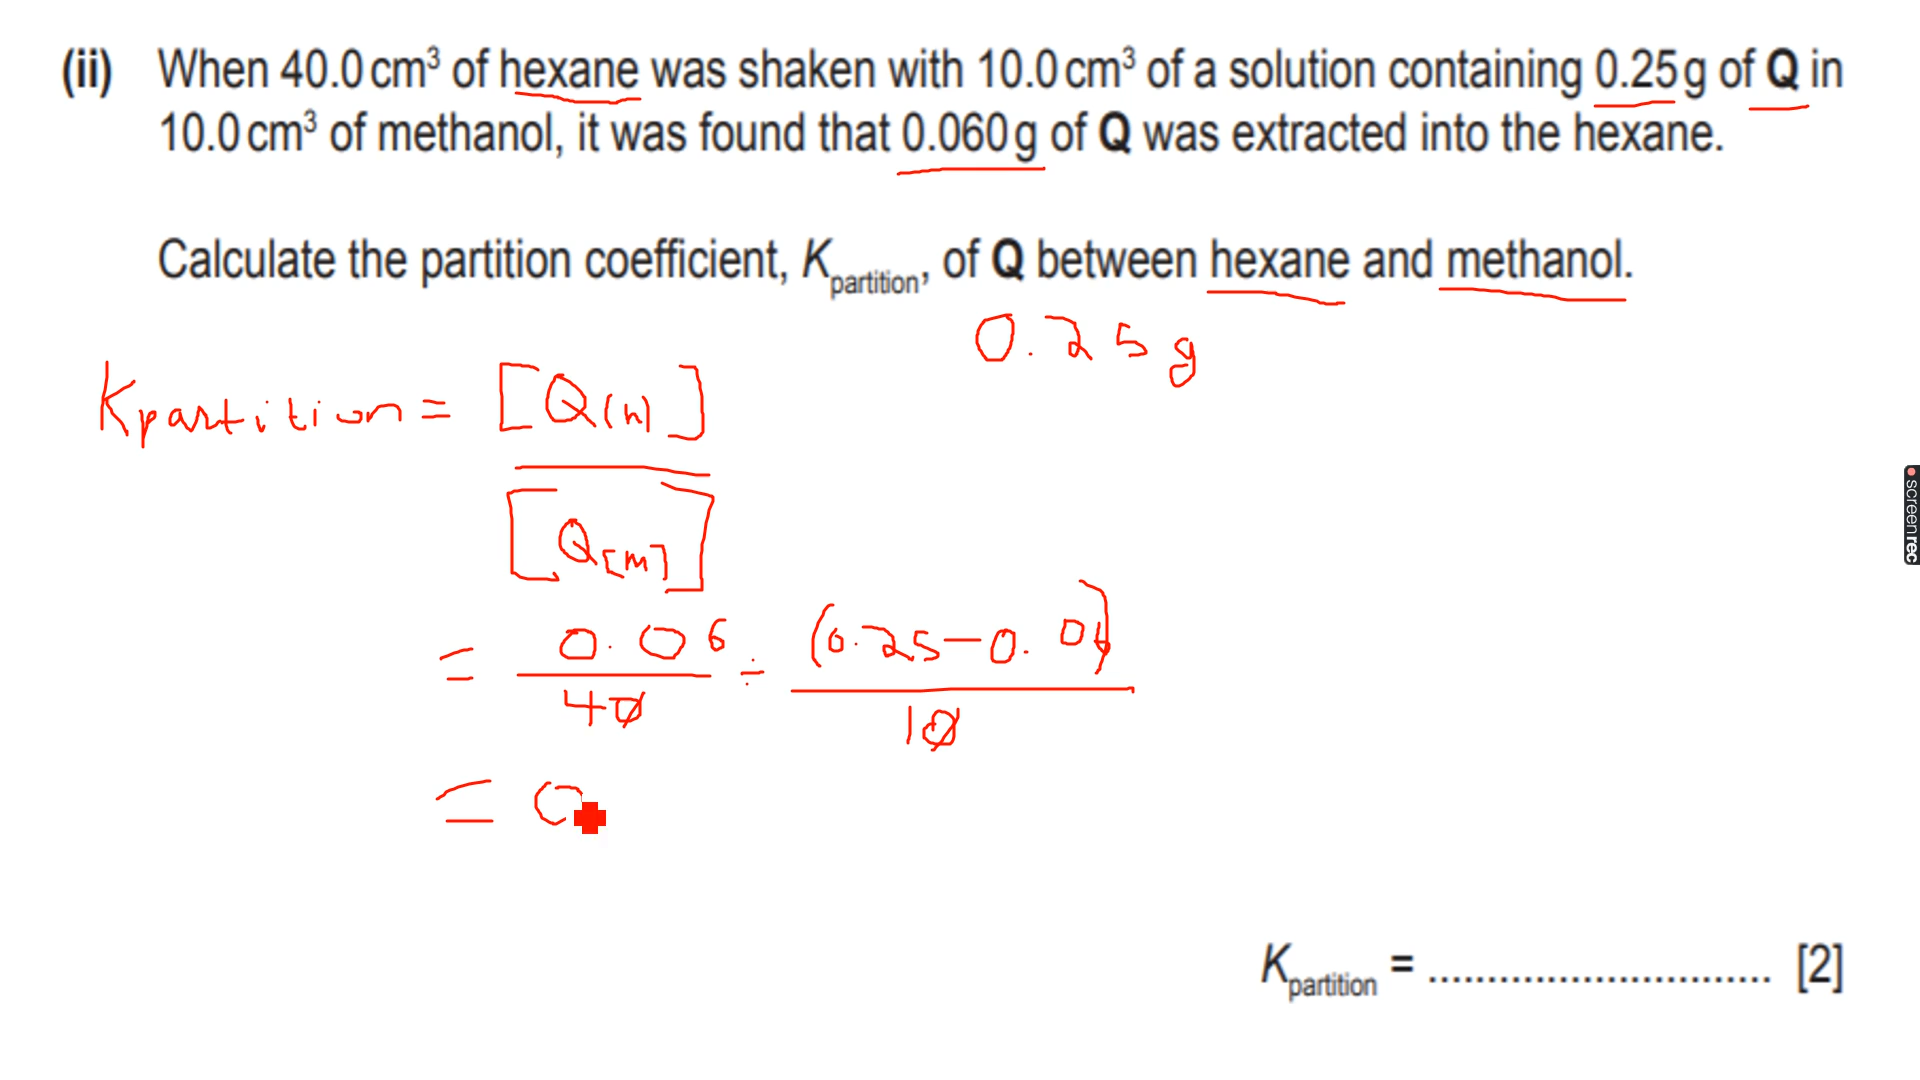 (ii) When 40.0 cm³ of hexane was shaken with 10.0 cm³ of a solution containing 0.25 g of Q in
10.0 cm³ of methanol, it was found that 0.060 g of Q was extracted into the hexane.
Calculate the partition coefficient, Kpartition, of Q between hexane and methanol.
0.25 g
Kpartition = [Q(h)]
[Q[m]]
= 0.06 ÷ (0.25-0.06)
40 10
= 0
Kpartition = ............................ [2]
screenrec